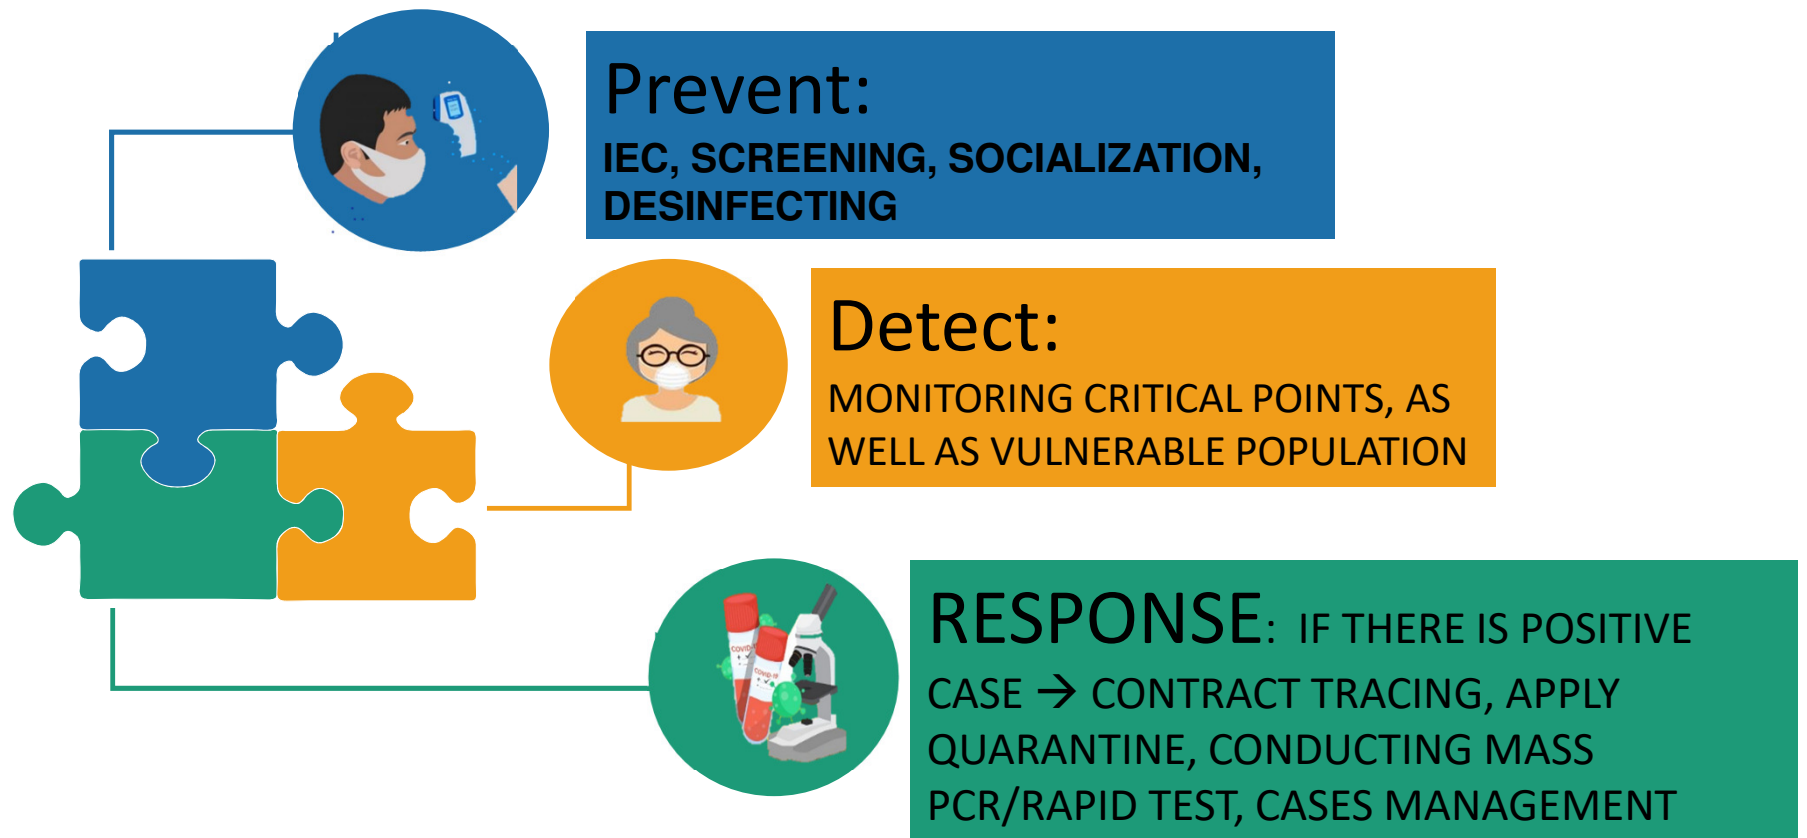 Prevent:
IEC, SCREENING, SOCIALIZATION,
DESINFECTING
Detect:
MONITORING CRITICAL POINTS, AS
WELL AS VULNERABLE POPULATION
RESPONSE: IF THERE IS POSITIVE
CASE → CONTRACT TRACING, APPLY
QUARANTINE, CONDUCTING MASS
PCR/RAPID TEST, CASES MANAGEMENT